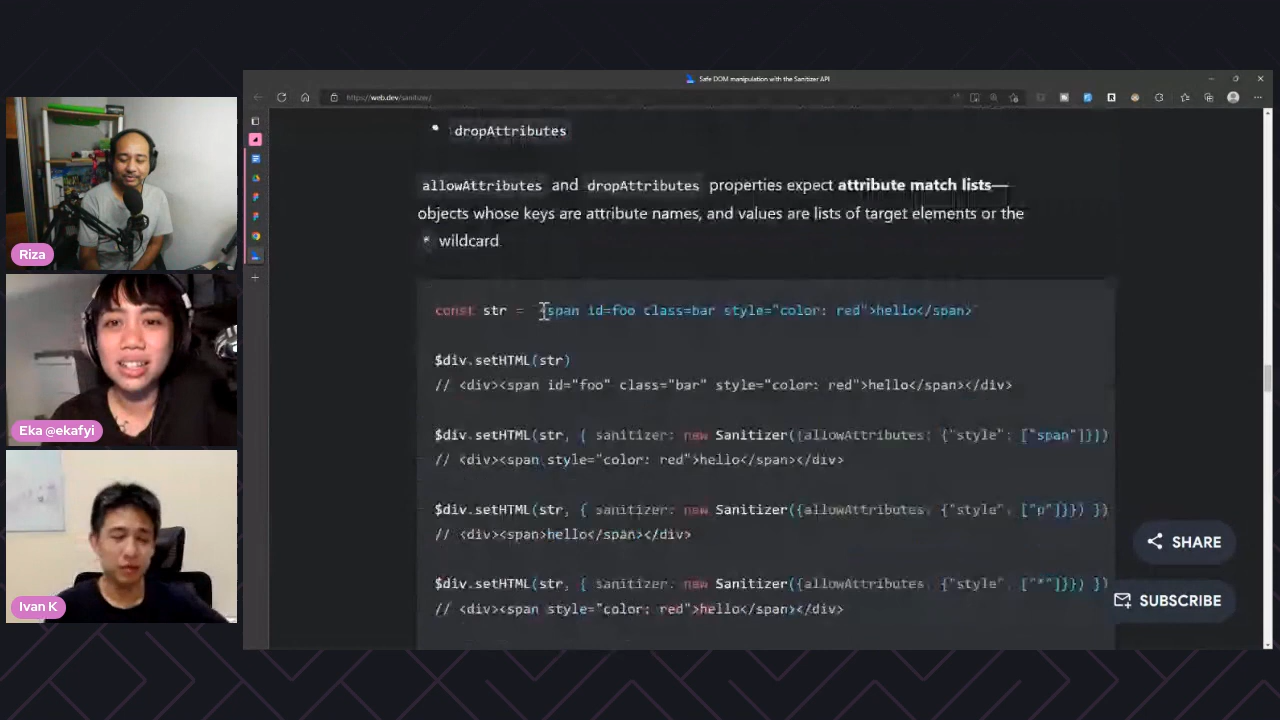 Safe DOM manipulation with the Sanitizer API
https://web.dev/sanitizer/
• dropAttributes
allowAttributes and dropAttributes properties expect attribute match lists—
objects whose keys are attribute names, and values are lists of target elements or the
* wildcard.
const str = `<span id=foo class=bar style="color: red">hello</span>`
$div.setHTML(str)
// <div><span id="foo" class="bar" style="color: red">hello</span></div>
$div.setHTML(str, { sanitizer: new Sanitizer({allowAttributes: {"style": ["span"]}})
// <div><span style="color: red">hello</span></div>
$div.setHTML(str, { sanitizer: new Sanitizer({allowAttributes: {"style": ["p"]}}) })
// <div><span>hello</span></div>
$div.setHTML(str, { sanitizer: new Sanitizer({allowAttributes: {"style": ["*"]}}) })
// <div><span style="color: red">hello</span></div>
SHARE
SUBSCRIBE
Riza
Eka @ekafyi
Ivan K